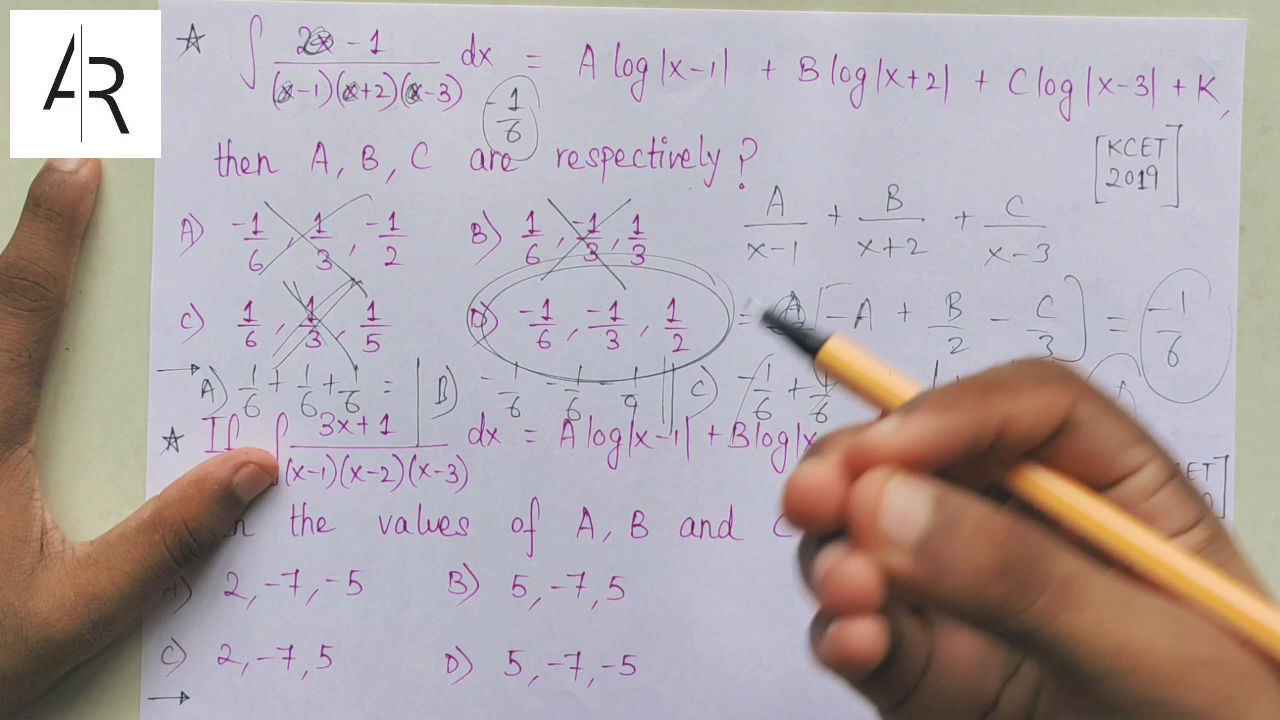 AR
☆ ∫ (2x - 1)/((x-1)(x+2)(x-3)) dx = A log|x-1| + B log|x+2| + C log|x-3| + K,
-1/6
then A, B, C are respectively?
[KCET 2019]
A) -1/6, 1/3, -1/2 B) 1/6, -1/3, 1/3
A/(x-1) + B/(x+2) + C/(x-3)
C) 1/6, 1/3, 1/5 D) -1/6, -1/3, 1/2
= [-A + B/2 - C/3] = -1/6
→ A) 1/6 + 1/6 + 1/6 = B) -1/6 -1/6 -1/9 C) -1/6 + 1/6
☆ If ∫ (3x+1)/((x-1)(x-2)(x-3)) dx = A log|x-1| + B log|x
the values of A, B and C
A) 2, -7, -5 B) 5, -7, 5
C) 2, -7, 5 D) 5, -7, -5
→